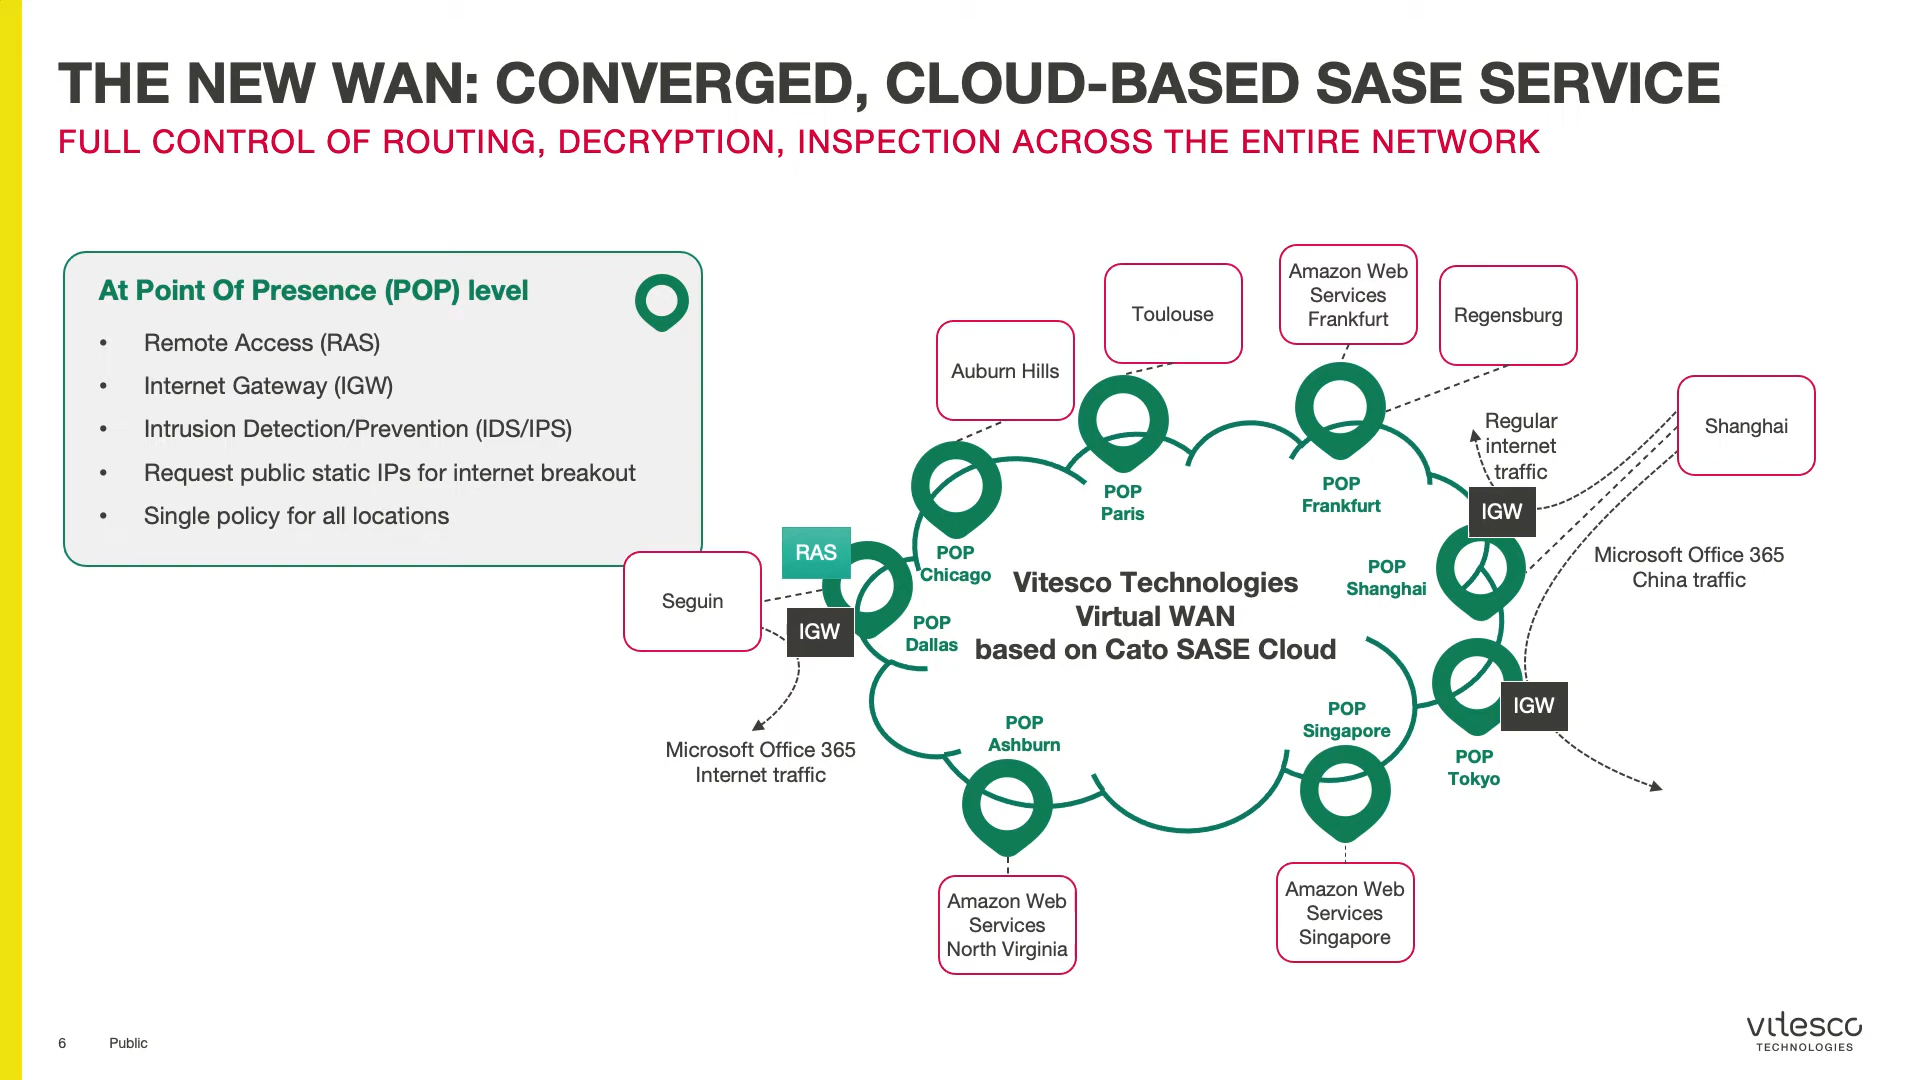 THE NEW WAN: CONVERGED, CLOUD-BASED SASE SERVICE
FULL CONTROL OF ROUTING, DECRYPTION, INSPECTION ACROSS THE ENTIRE NETWORK
At Point Of Presence (POP) level
• Remote Access (RAS)
• Internet Gateway (IGW)
• Intrusion Detection/Prevention (IDS/IPS)
• Request public static IPs for internet breakout
• Single policy for all locations
Auburn Hills
Toulouse
Amazon Web
Services
Frankfurt
Regensburg
Shanghai
Regular
internet
traffic
IGW
POP
Paris
POP
Frankfurt
RAS
POP
Chicago
Seguin
IGW
POP
Dallas
Vitesco Technologies
Virtual WAN
based on Cato SASE Cloud
POP
Shanghai
Microsoft Office 365
China traffic
IGW
POP
Tokyo
Microsoft Office 365
Internet traffic
POP
Ashburn
POP
Singapore
Amazon Web
Services
North Virginia
Amazon Web
Services
Singapore
6
Public
vitesco
TECHNOLOGIES